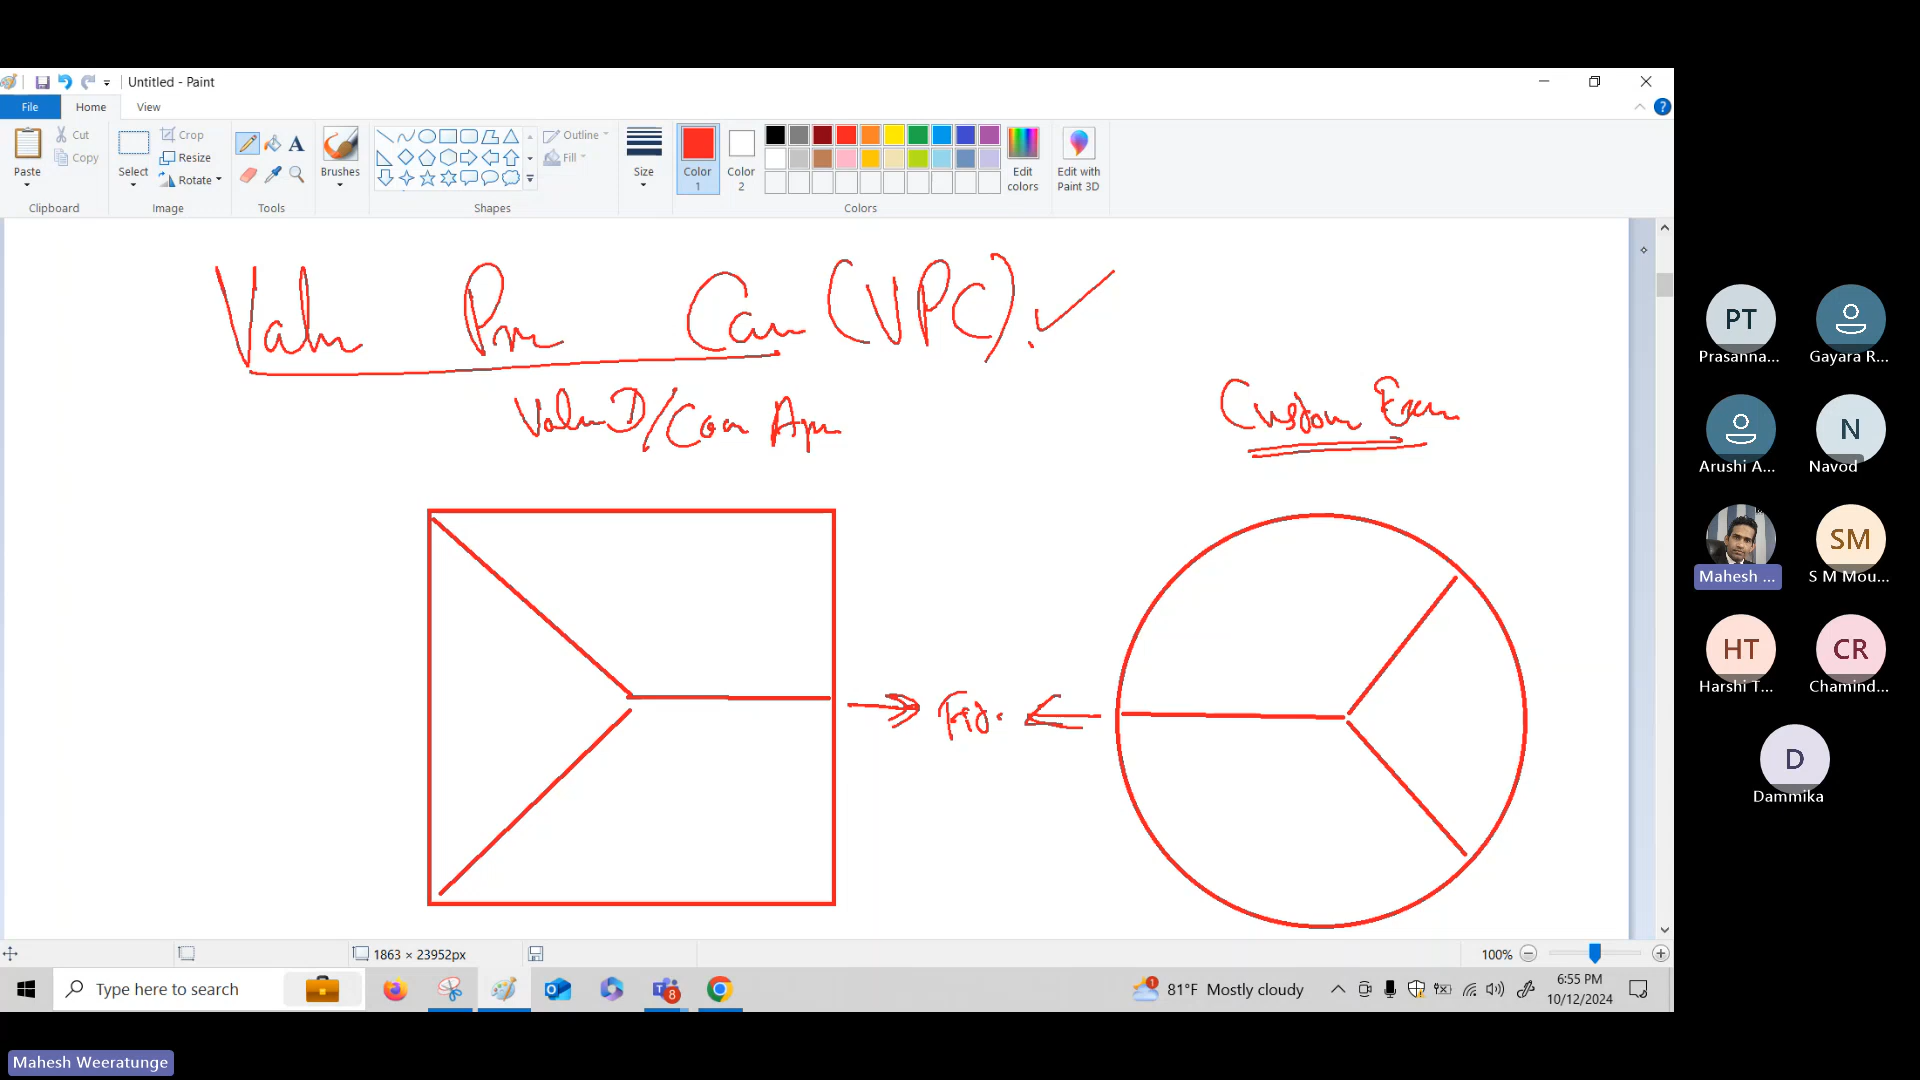 Untitled - Paint
File Home View
Paste Cut Copy Select Crop Resize Rotate Brushes Outline Fill Size Color 1 Color 2 Edit colors Edit with Paint 3D
Clipboard Image Tools Shapes Colors
(VPC).
Custom
PT
Prasanna... Gayara R...
N
Arushi A... Navod
SM
Mahesh ... S M Mou...
HT CR
Harshi T... Chamind...
D
Dammika
1863 × 23952px 100%
Type here to search 8 1 81°F Mostly cloudy 6:55 PM
10/12/2024
Mahesh Weeratunge